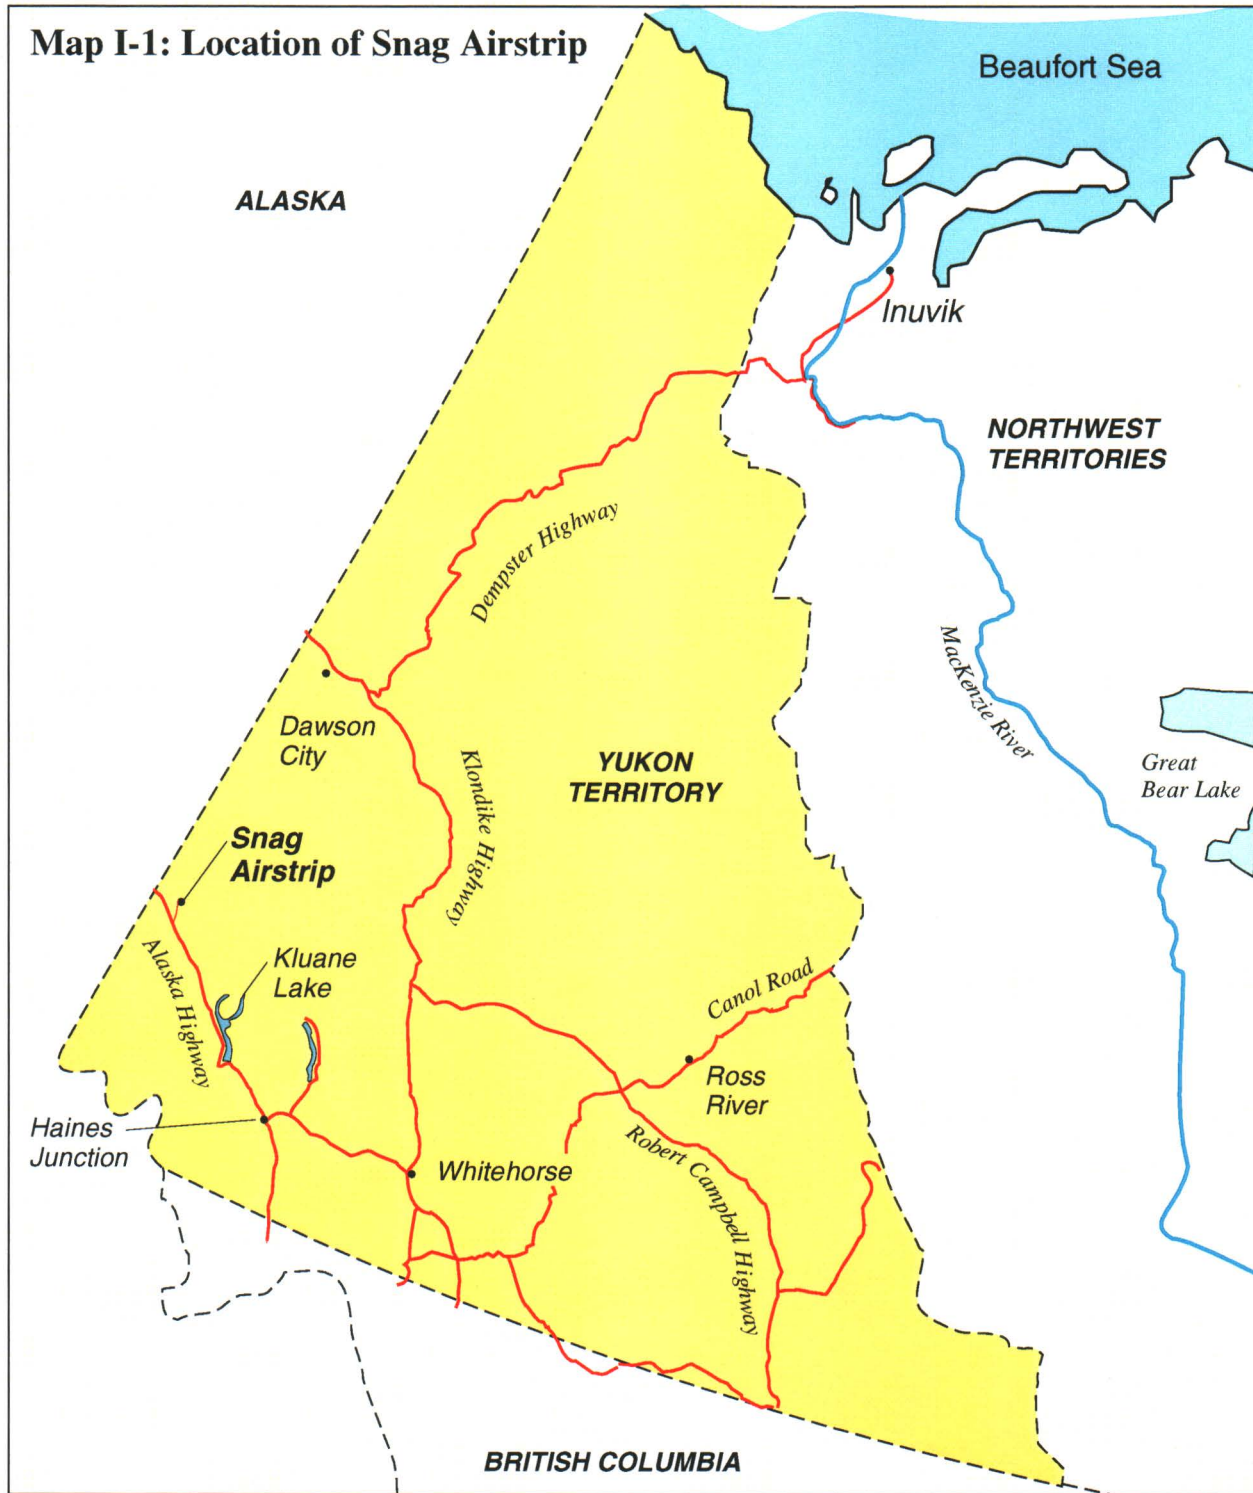 Map I-1: Location of Snag Airstrip
Beaufort Sea
ALASKA
Inuvik
NORTHWEST
TERRITORIES
Dempster Highway
MacKenzie River
Dawson
City
Klondike Highway
YUKON
TERRITORY
Great
Bear Lake
Snag
Airstrip
Alaska Highway
Kluane
Lake
Canol Road
Ross
River
Haines
Junction
Whitehorse
Robert Campbell Highway
BRITISH COLUMBIA